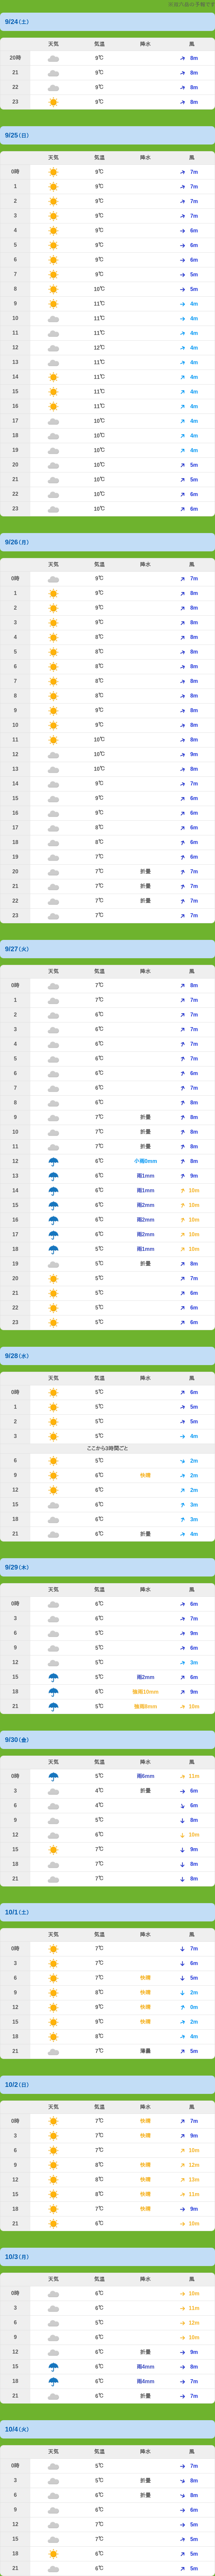 9/24(土)
天気 気温 降水 風
20時 9℃ 8m
21 9℃ 8m
22 9℃ 8m
23 9℃ 8m
9/25(日)
天気 気温 降水 風
0時 9℃ 7m
1 9℃ 7m
2 9℃ 7m
3 9℃ 7m
4 9℃ 6m
5 9℃ 6m
6 9℃ 6m
7 9℃ 5m
8 10℃ 5m
9 11℃ 4m
10 11℃ 4m
11 11℃ 4m
12 12℃ 4m
13 11℃ 4m
14 11℃ 4m
15 11℃ 4m
16 11℃ 4m
17 10℃ 4m
18 10℃ 4m
19 10℃ 4m
20 10℃ 5m
21 10℃ 5m
22 10℃ 6m
23 10℃ 6m
9/26(月)
天気 気温 降水 風
0時 9℃ 7m
1 9℃ 8m
2 9℃ 8m
3 9℃ 8m
4 8℃ 8m
5 8℃ 8m
6 8℃ 8m
7 8℃ 8m
8 8℃ 8m
9 9℃ 8m
10 9℃ 8m
11 10℃ 8m
12 10℃ 9m
13 10℃ 8m
14 9℃ 7m
15 9℃ 6m
16 9℃ 6m
17 8℃ 6m
18 8℃ 6m
19 7℃ 6m
20 7℃ 折曇 7m
21 7℃ 折曇 7m
22 7℃ 折曇 7m
23 7℃ 7m
9/27(火)
天気 気温 降水 風
0時 7℃ 8m
1 7℃ 7m
2 6℃ 7m
3 6℃ 7m
4 6℃ 7m
5 6℃ 7m
6 6℃ 6m
7 6℃ 7m
8 6℃ 8m
9 7℃ 折曇 8m
10 7℃ 折曇 8m
11 7℃ 折曇 8m
12 6℃ 小雨0mm 8m
13 6℃ 雨1mm 9m
14 6℃ 雨1mm 10m
15 6℃ 雨2mm 10m
16 6℃ 雨2mm 10m
17 6℃ 雨2mm 10m
18 5℃ 雨1mm 10m
19 5℃ 折曇 8m
20 5℃ 7m
21 5℃ 6m
22 5℃ 6m
23 5℃ 6m
9/28(水)
天気 気温 降水 風
0時 5℃ 6m
1 5℃ 5m
2 5℃ 5m
3 5℃ 4m
ここから3時間ごと
6 5℃ 2m
9 6℃ 快晴 2m
12 6℃ 2m
15 6℃ 3m
18 6℃ 3m
21 6℃ 折曇 4m
9/29(木)
天気 気温 降水 風
0時 6℃ 6m
3 6℃ 7m
6 5℃ 9m
9 5℃ 6m
12 5℃ 3m
15 5℃ 雨2mm 6m
18 6℃ 強雨10mm 9m
21 5℃ 強雨8mm 10m
9/30(金)
天気 気温 降水 風
0時 5℃ 雨6mm 11m
3 4℃ 折曇 6m
6 4℃ 6m
9 5℃ 8m
12 6℃ 10m
15 7℃ 9m
18 7℃ 8m
21 7℃ 8m
10/1(土)
天気 気温 降水 風
0時 7℃ 7m
3 7℃ 6m
6 7℃ 快晴 5m
9 8℃ 快晴 2m
12 9℃ 快晴 0m
15 9℃ 快晴 2m
18 8℃ 4m
21 7℃ 薄曇 5m
10/2(日)
天気 気温 降水 風
0時 7℃ 快晴 7m
3 7℃ 快晴 9m
6 7℃ 10m
9 8℃ 快晴 12m
12 8℃ 快晴 13m
15 8℃ 快晴 11m
18 7℃ 快晴 9m
21 6℃ 10m
10/3(月)
天気 気温 降水 風
0時 6℃ 10m
3 6℃ 11m
6 5℃ 12m
9 6℃ 10m
12 6℃ 折曇 9m
15 6℃ 雨4mm 8m
18 6℃ 雨4mm 7m
21 6℃ 折曇 7m
10/4(火)
天気 気温 降水 風
0時 5℃ 7m
3 5℃ 折曇 8m
6 6℃ 折曇 8m
9 6℃ 6m
12 7℃ 5m
15 7℃ 5m
18 6℃ 5m
21 6℃ 5m